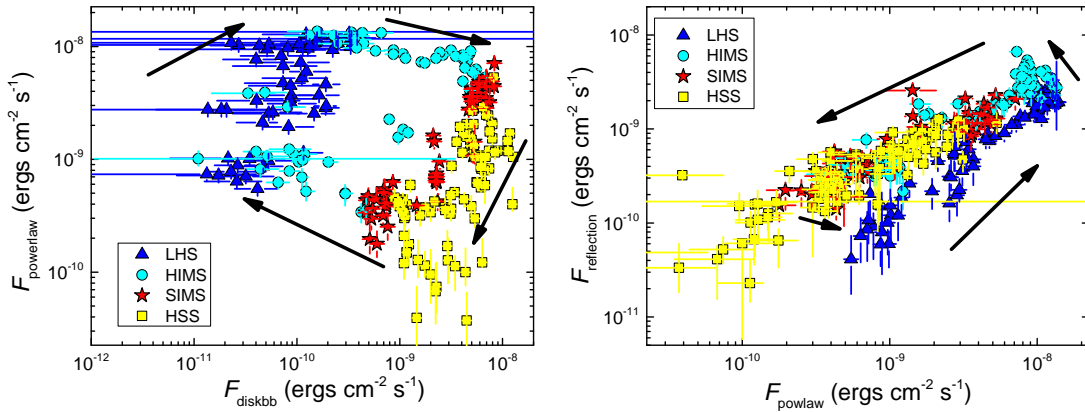 10⁻⁸
10⁻⁹
10⁻¹⁰
F_powerlaw (ergs cm⁻² s⁻¹)
LHS
HIMS
SIMS
HSS
10⁻¹² 10⁻¹¹ 10⁻¹⁰ 10⁻⁹ 10⁻⁸
F_diskbb (ergs cm⁻² s⁻¹)
LHS
HIMS
SIMS
HSS
10⁻⁸
10⁻⁹
10⁻¹⁰
10⁻¹¹
F_reflection (ergs cm⁻² s⁻¹)
10⁻¹⁰ 10⁻⁹ 10⁻⁸
F_powlaw (ergs cm⁻² s⁻¹)